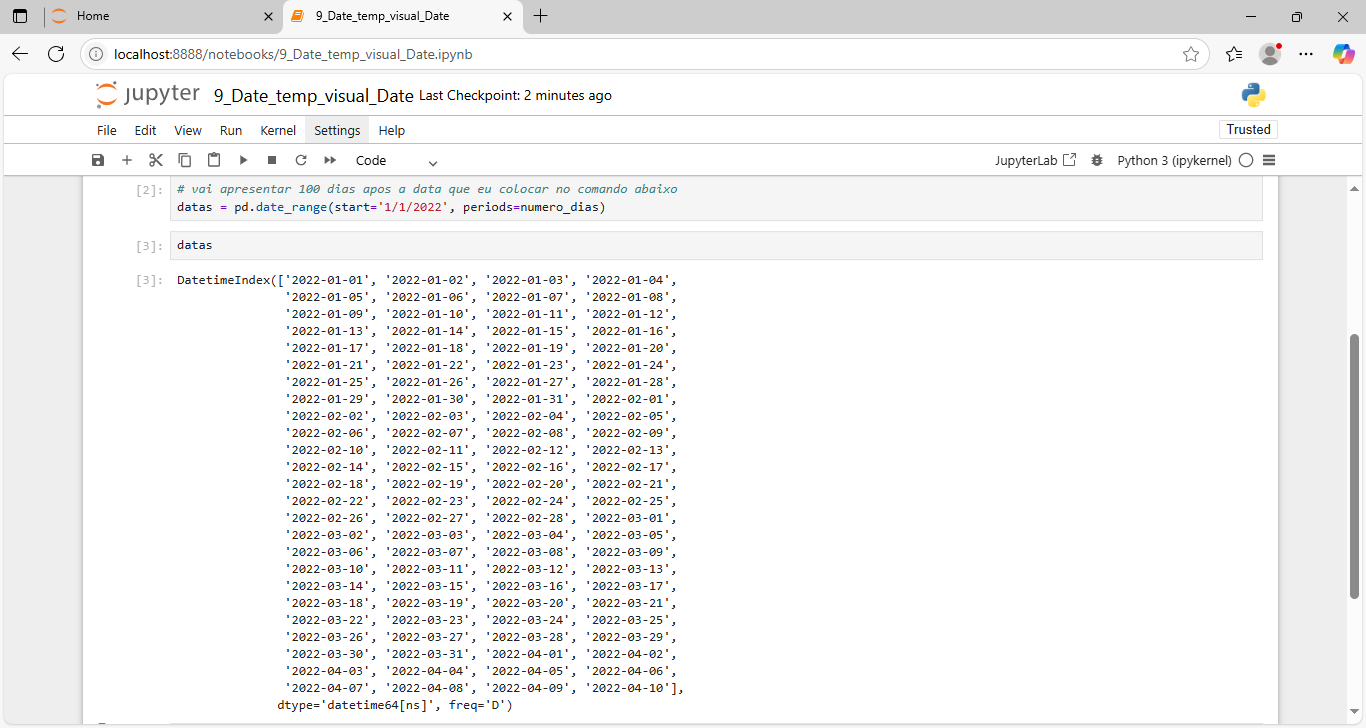 Home
9_Date_temp_visual_Date
localhost:8888/notebooks/9_Date_temp_visual_Date.ipynb
jupyter 9_Date_temp_visual_Date Last Checkpoint: 2 minutes ago
File Edit View Run Kernel Settings Help
Trusted
Code
JupyterLab
Python 3 (ipykernel)
[2]: # vai apresentar 100 dias apos a data que eu colocar no comando abaixo
datas = pd.date_range(start='1/1/2022', periods=numero_dias)
[3]: datas
[3]: DatetimeIndex(['2022-01-01', '2022-01-02', '2022-01-03', '2022-01-04',
'2022-01-05', '2022-01-06', '2022-01-07', '2022-01-08',
'2022-01-09', '2022-01-10', '2022-01-11', '2022-01-12',
'2022-01-13', '2022-01-14', '2022-01-15', '2022-01-16',
'2022-01-17', '2022-01-18', '2022-01-19', '2022-01-20',
'2022-01-21', '2022-01-22', '2022-01-23', '2022-01-24',
'2022-01-25', '2022-01-26', '2022-01-27', '2022-01-28',
'2022-01-29', '2022-01-30', '2022-01-31', '2022-02-01',
'2022-02-02', '2022-02-03', '2022-02-04', '2022-02-05',
'2022-02-06', '2022-02-07', '2022-02-08', '2022-02-09',
'2022-02-10', '2022-02-11', '2022-02-12', '2022-02-13',
'2022-02-14', '2022-02-15', '2022-02-16', '2022-02-17',
'2022-02-18', '2022-02-19', '2022-02-20', '2022-02-21',
'2022-02-22', '2022-02-23', '2022-02-24', '2022-02-25',
'2022-02-26', '2022-02-27', '2022-02-28', '2022-03-01',
'2022-03-02', '2022-03-03', '2022-03-04', '2022-03-05',
'2022-03-06', '2022-03-07', '2022-03-08', '2022-03-09',
'2022-03-10', '2022-03-11', '2022-03-12', '2022-03-13',
'2022-03-14', '2022-03-15', '2022-03-16', '2022-03-17',
'2022-03-18', '2022-03-19', '2022-03-20', '2022-03-21',
'2022-03-22', '2022-03-23', '2022-03-24', '2022-03-25',
'2022-03-26', '2022-03-27', '2022-03-28', '2022-03-29',
'2022-03-30', '2022-03-31', '2022-04-01', '2022-04-02',
'2022-04-03', '2022-04-04', '2022-04-05', '2022-04-06',
'2022-04-07', '2022-04-08', '2022-04-09', '2022-04-10'],
dtype='datetime64[ns]', freq='D')